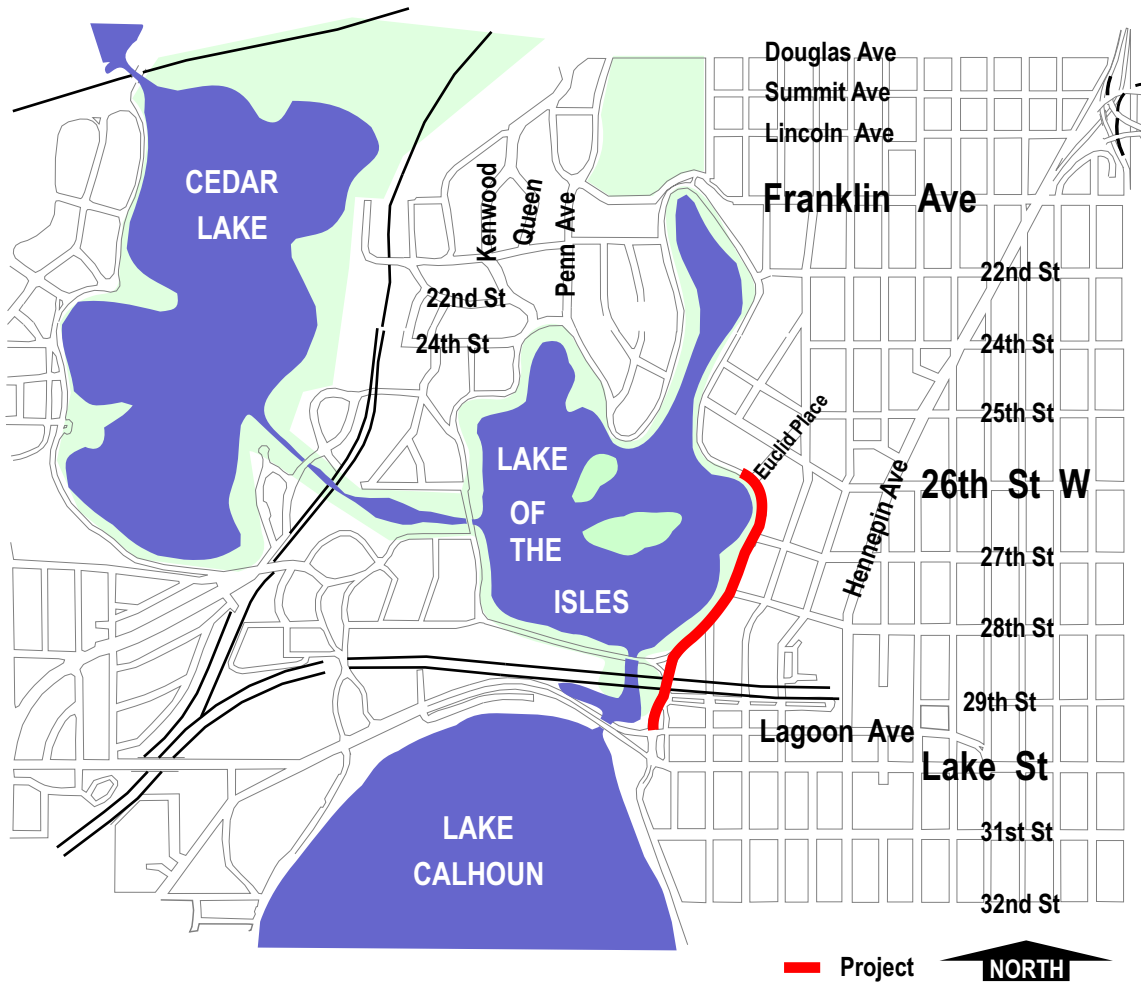 Douglas Ave
Summit Ave
Lincoln Ave
CEDAR
LAKE
Kenwood
Queen
Penn Ave
Franklin Ave
22nd St
22nd St
24th St
24th St
25th St
Euclid Place
LAKE
OF
THE
ISLES
Hennepin Ave
26th St W
27th St
28th St
29th St
Lagoon Ave
Lake St
LAKE
CALHOUN
31st St
32nd St
Project
NORTH